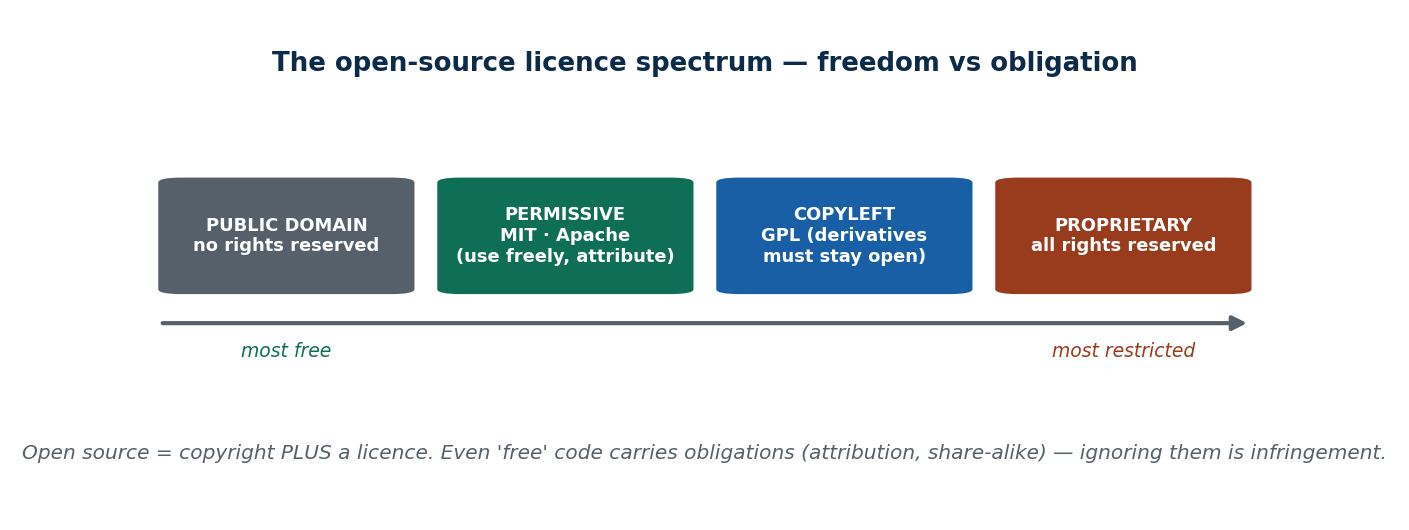 The open-source licence spectrum — freedom vs obligation
PUBLIC DOMAIN
no rights reserved
PERMISSIVE
MIT · Apache
(use freely, attribute)
COPYLEFT
GPL (derivatives
must stay open)
PROPRIETARY
all rights reserved
most free
most restricted
Open source = copyright PLUS a licence. Even 'free' code carries obligations (attribution, share-alike) — ignoring them is infringement.